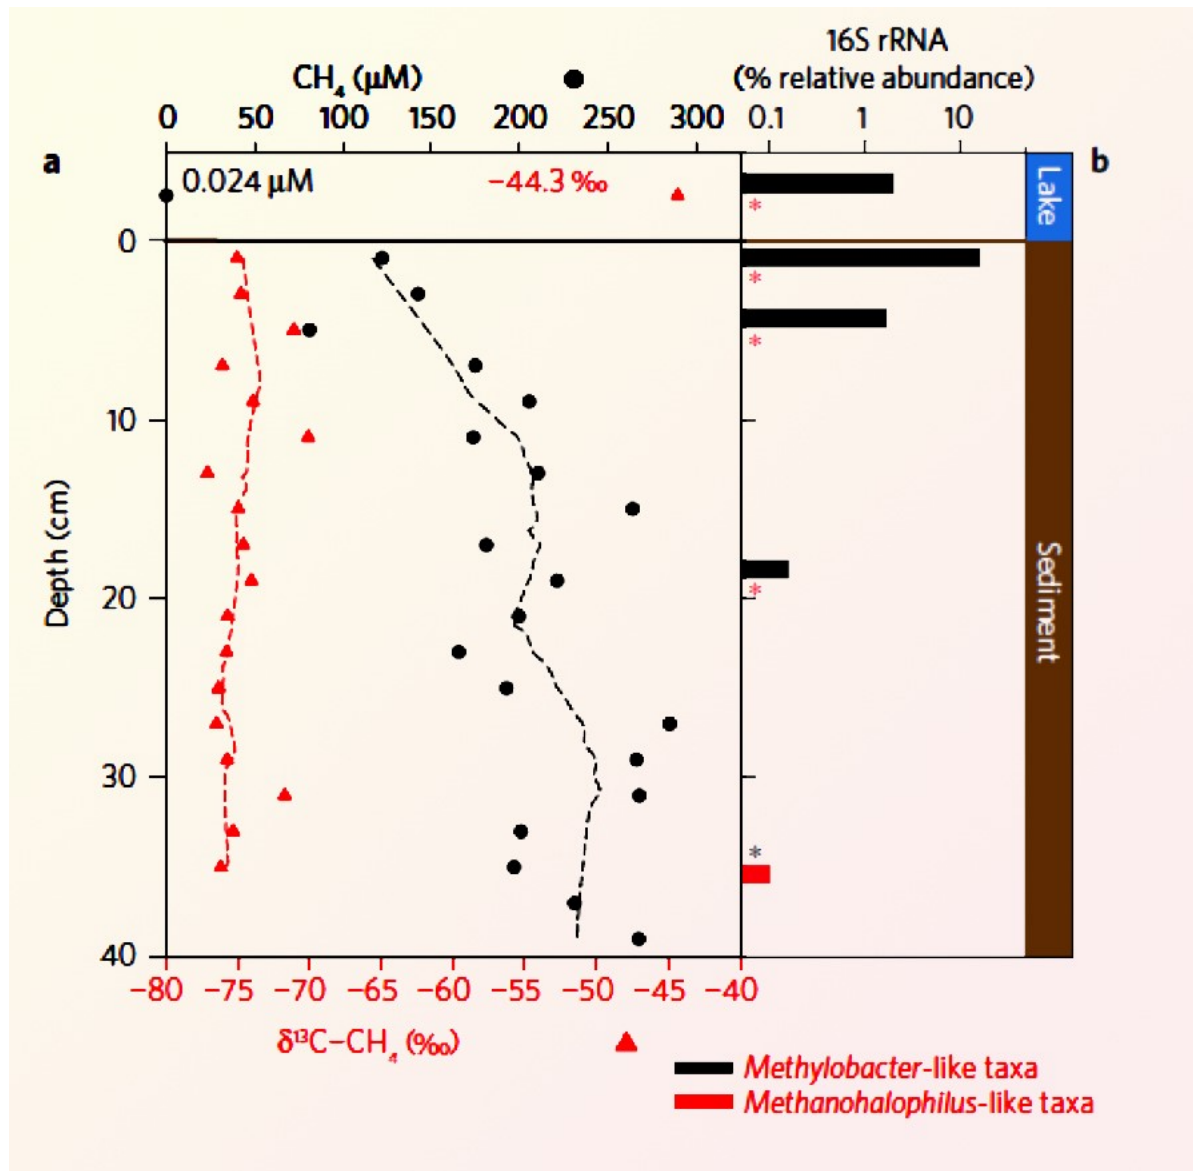 16S rRNA
CH₄ (μM)
(% relative abundance)
0 50 100 150 200 250 300
0.1 1 10
a
b
0.024 μM
−44.3 ‰
*
Lake
0
*
*
10
Depth (cm)
Sediment
*
20
30
*
40
−80 −75 −70 −65 −60 −55 −50 −45 −40
δ¹³C−CH₄ (‰)
Methylobacter-like taxa
Methanohalophilus-like taxa